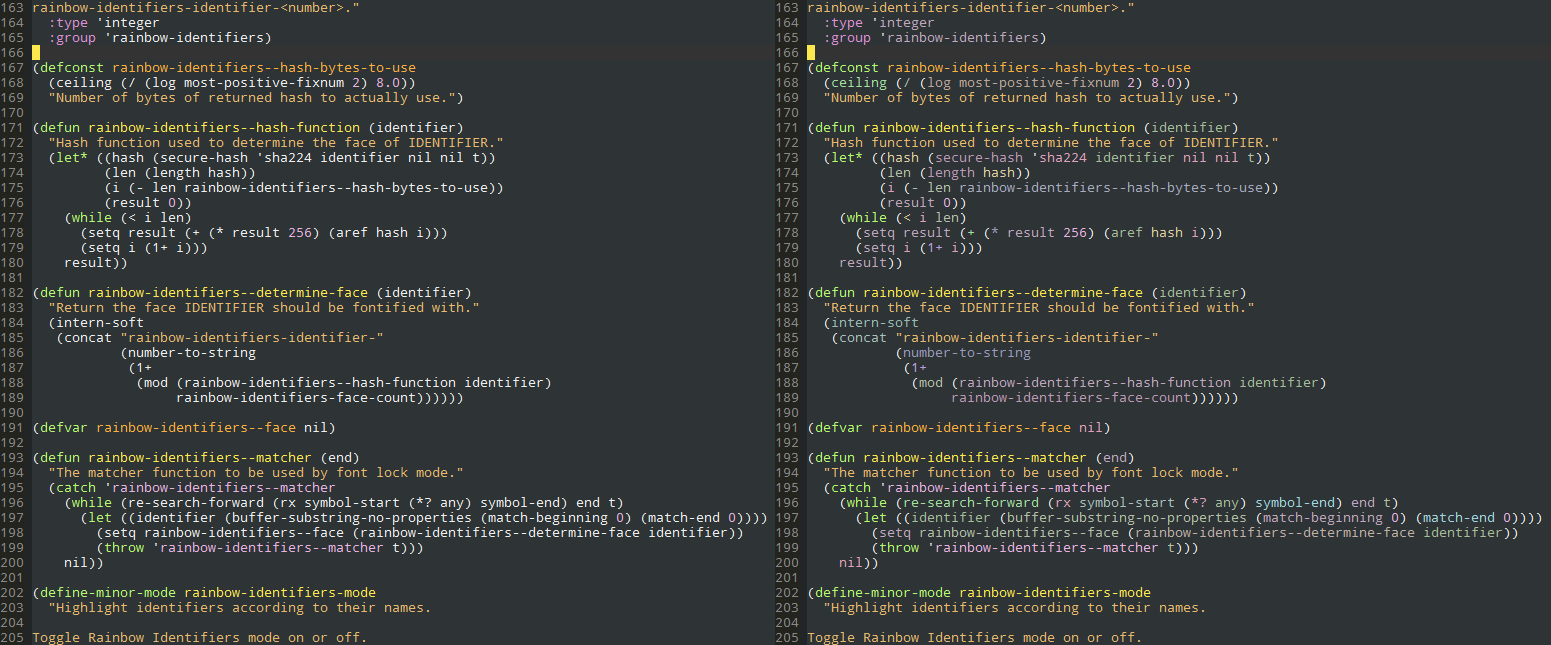 163 rainbow-identifiers-identifier-<number>."
164   :type 'integer
165   :group 'rainbow-identifiers)
166
167 (defconst rainbow-identifiers--hash-bytes-to-use
168   (ceiling (/ (log most-positive-fixnum 2) 8.0))
169   "Number of bytes of returned hash to actually use.")
170
171 (defun rainbow-identifiers--hash-function (identifier)
172   "Hash function used to determine the face of IDENTIFIER."
173   (let* ((hash (secure-hash 'sha224 identifier nil nil t))
174          (len (length hash))
175          (i (- len rainbow-identifiers--hash-bytes-to-use))
176          (result 0))
177     (while (< i len)
178       (setq result (+ (* result 256) (aref hash i)))
179       (setq i (1+ i)))
180     result))
181
182 (defun rainbow-identifiers--determine-face (identifier)
183   "Return the face IDENTIFIER should be fontified with."
184   (intern-soft
185    (concat "rainbow-identifiers-identifier-"
186            (number-to-string
187             (1+
188              (mod (rainbow-identifiers--hash-function identifier)
189                   rainbow-identifiers-face-count))))))
190
191 (defvar rainbow-identifiers--face nil)
192
193 (defun rainbow-identifiers--matcher (end)
194   "The matcher function to be used by font lock mode."
195   (catch 'rainbow-identifiers--matcher
196     (while (re-search-forward (rx symbol-start (*? any) symbol-end) end t)
197       (let ((identifier (buffer-substring-no-properties (match-beginning 0) (match-end 0))))
198         (setq rainbow-identifiers--face (rainbow-identifiers--determine-face identifier))
199         (throw 'rainbow-identifiers--matcher t)))
200     nil))
201
202 (define-minor-mode rainbow-identifiers-mode
203   "Highlight identifiers according to their names.
204
205 Toggle Rainbow Identifiers mode on or off.
163 rainbow-identifiers-identifier-<number>."
164   :type 'integer
165   :group 'rainbow-identifiers)
166
167 (defconst rainbow-identifiers--hash-bytes-to-use
168   (ceiling (/ (log most-positive-fixnum 2) 8.0))
169   "Number of bytes of returned hash to actually use.")
170
171 (defun rainbow-identifiers--hash-function (identifier)
172   "Hash function used to determine the face of IDENTIFIER."
173   (let* ((hash (secure-hash 'sha224 identifier nil nil t))
174          (len (length hash))
175          (i (- len rainbow-identifiers--hash-bytes-to-use))
176          (result 0))
177     (while (< i len)
178       (setq result (+ (* result 256) (aref hash i)))
179       (setq i (1+ i)))
180     result))
181
182 (defun rainbow-identifiers--determine-face (identifier)
183   "Return the face IDENTIFIER should be fontified with."
184   (intern-soft
185    (concat "rainbow-identifiers-identifier-"
186            (number-to-string
187             (1+
188              (mod (rainbow-identifiers--hash-function identifier)
189                   rainbow-identifiers-face-count))))))
190
191 (defvar rainbow-identifiers--face nil)
192
193 (defun rainbow-identifiers--matcher (end)
194   "The matcher function to be used by font lock mode."
195   (catch 'rainbow-identifiers--matcher
196     (while (re-search-forward (rx symbol-start (*? any) symbol-end) end t)
197       (let ((identifier (buffer-substring-no-properties (match-beginning 0) (match-end 0))))
198         (setq rainbow-identifiers--face (rainbow-identifiers--determine-face identifier))
199         (throw 'rainbow-identifiers--matcher t)))
200     nil))
201
202 (define-minor-mode rainbow-identifiers-mode
203   "Highlight identifiers according to their names.
204
205 Toggle Rainbow Identifiers mode on or off.